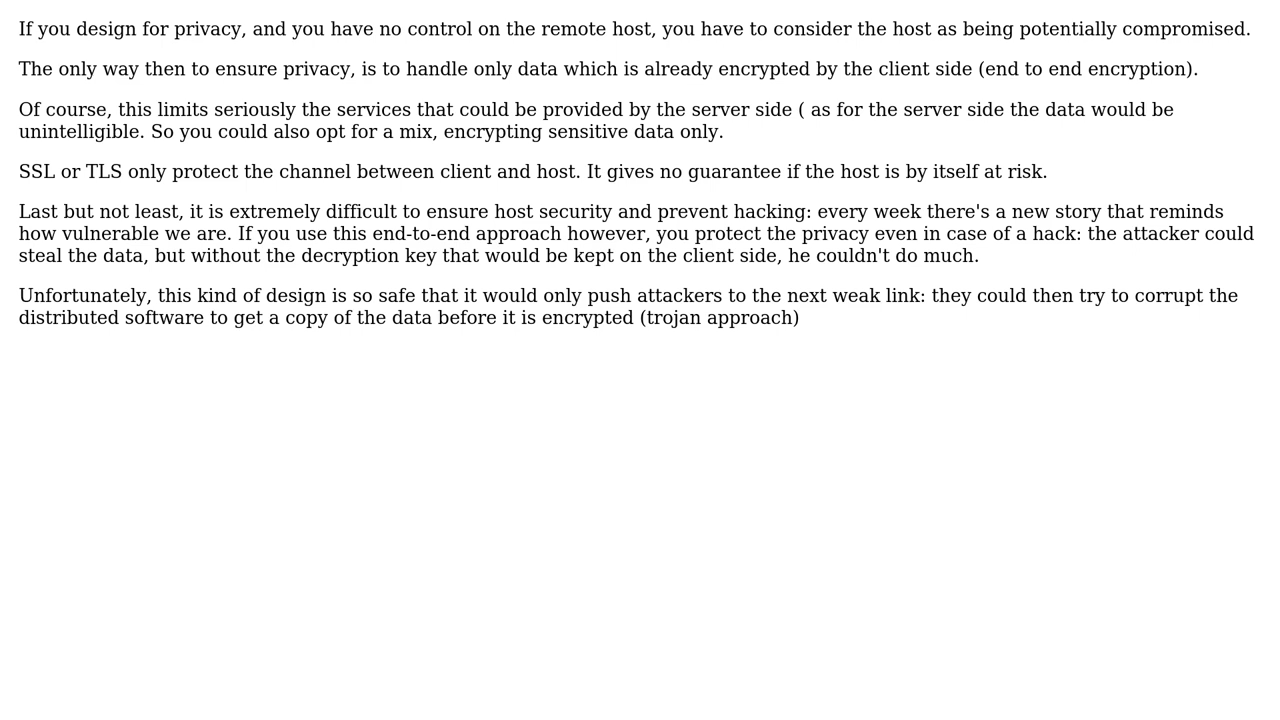 If you design for privacy, and you have no control on the remote host, you have to consider the host as being potentially compromised.
The only way then to ensure privacy, is to handle only data which is already encrypted by the client side (end to end encryption).
Of course, this limits seriously the services that could be provided by the server side ( as for the server side the data would be
unintelligible. So you could also opt for a mix, encrypting sensitive data only.
SSL or TLS only protect the channel between client and host. It gives no guarantee if the host is by itself at risk.
Last but not least, it is extremely difficult to ensure host security and prevent hacking: every week there's a new story that reminds
how vulnerable we are. If you use this end-to-end approach however, you protect the privacy even in case of a hack: the attacker could
steal the data, but without the decryption key that would be kept on the client side, he couldn't do much.
Unfortunately, this kind of design is so safe that it would only push attackers to the next weak link: they could then try to corrupt the
distributed software to get a copy of the data before it is encrypted (trojan approach)